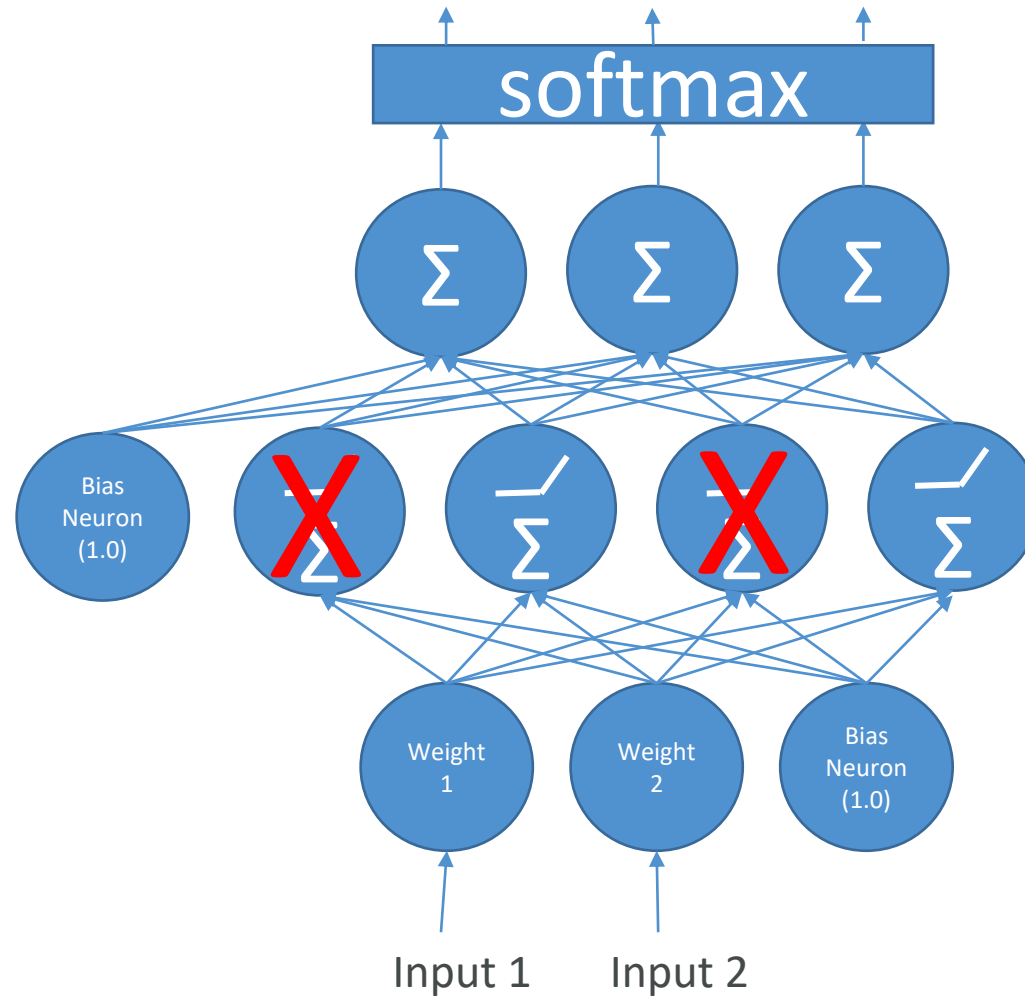 softmax
Σ Σ Σ
Bias
Neuron
(1.0)
Σ Σ Σ Σ
Weight
1
Weight
2
Bias
Neuron
(1.0)
Input 1 Input 2